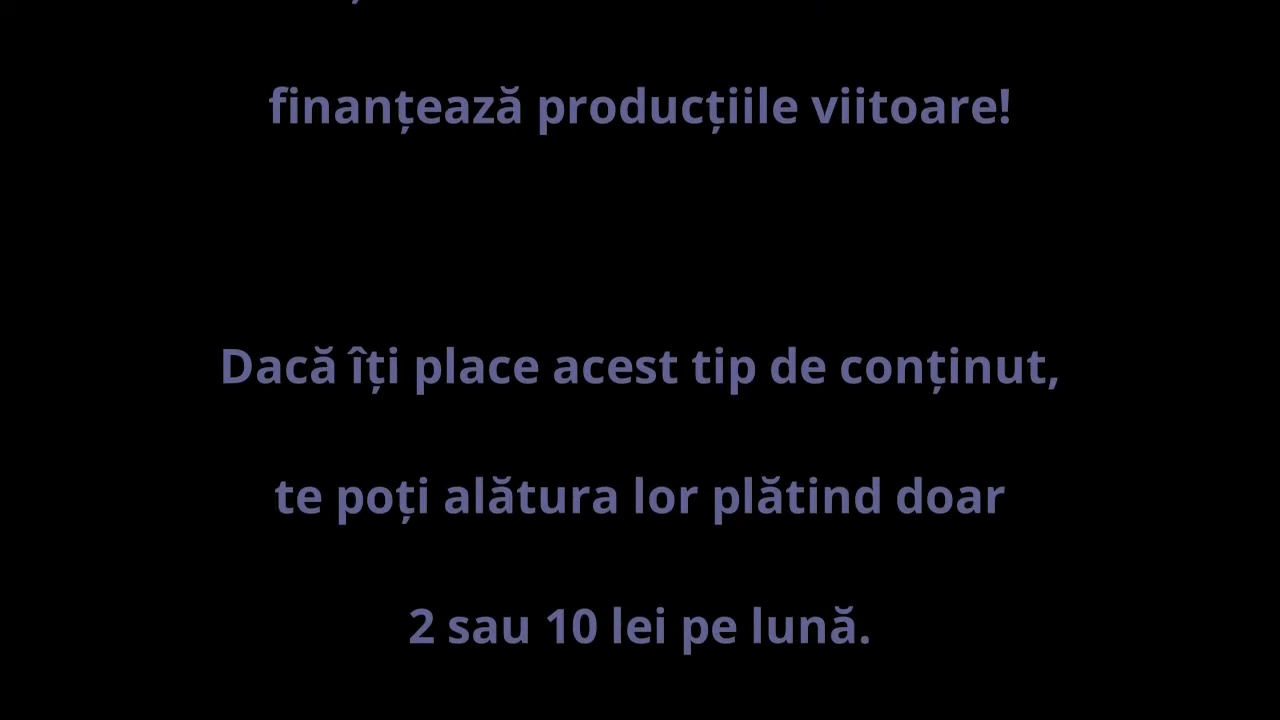 finanțează producțiile viitoare!
Dacă îți place acest tip de conținut,
te poți alătura lor plătind doar
2 sau 10 lei pe lună.